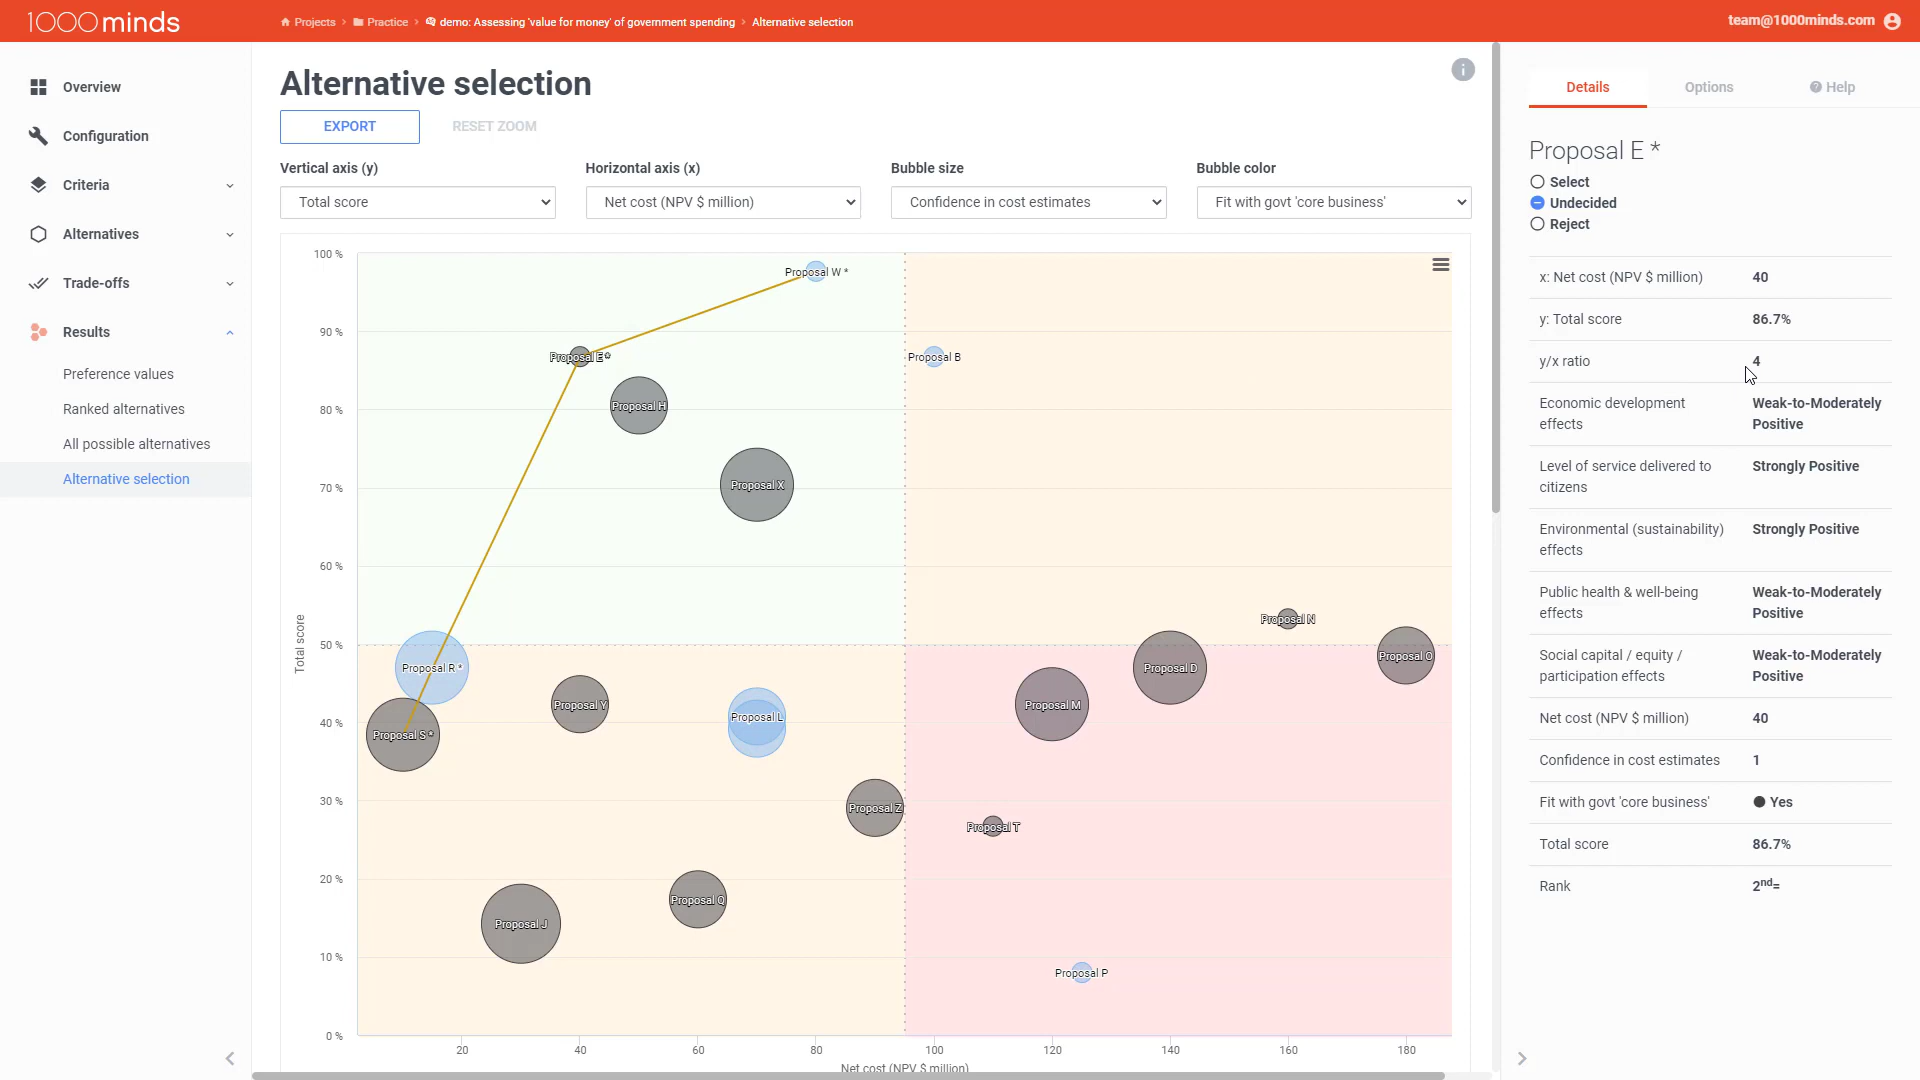 1000minds
Projects
Practice
demo: Assessing 'value for money' of government spending
Alternative selection
team@1000minds.com
Overview
Configuration
Criteria
Alternatives
Trade-offs
Results
Preference values
Ranked alternatives
All possible alternatives
Alternative selection
Alternative selection
EXPORT
RESET ZOOM
Vertical axis (y)
Horizontal axis (x)
Bubble size
Bubble color
Total score
Net cost (NPV $ million)
Confidence in cost estimates
Fit with govt 'core business'
100 %
90 %
80 %
70 %
60 %
50 %
40 %
30 %
20 %
10 %
0 %
Total score
Proposal W *
Proposal E *
Proposal B
Proposal H
Proposal X
Proposal N
Proposal O
Proposal R *
Proposal D
Proposal Y
Proposal M
Proposal L
Proposal S *
Proposal Z
Proposal T
Proposal Q
Proposal J
Proposal P
20
40
60
80
100
120
140
160
180
Net cost (NPV $ million)
Details
Options
Help
Proposal E *
Select
Undecided
Reject
x: Net cost (NPV $ million) 40
y: Total score 86.7%
y/x ratio 4
Economic development effects Weak-to-Moderately Positive
Level of service delivered to citizens Strongly Positive
Environmental (sustainability) effects Strongly Positive
Public health & well-being effects Weak-to-Moderately Positive
Social capital / equity / participation effects Weak-to-Moderately Positive
Net cost (NPV $ million) 40
Confidence in cost estimates 1
Fit with govt 'core business' Yes
Total score 86.7%
Rank 2nd=